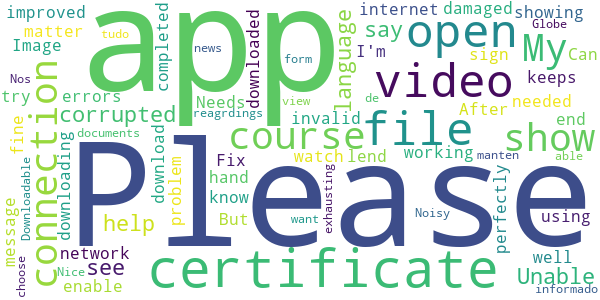 improved
internet
damaged
matter
Image
completed
app
downloaded
language
say
open
showing
Globe
sign
My
Can
tudo
news
form
I'm
video
keeps
Nos
try
errors
connection
corrupted
Needs
view
de
reagrdings
invalid
file
After
needed
end
show
fine
Downloadable
downloading
documents
Please
download
course
watch
lend
working
manten
able
problem
Fix
hand
know
perfectly
message
help
But
want
exhausting
Noisy
using
choose
network
see
Nice
enable
certificate
well
Unable
informado